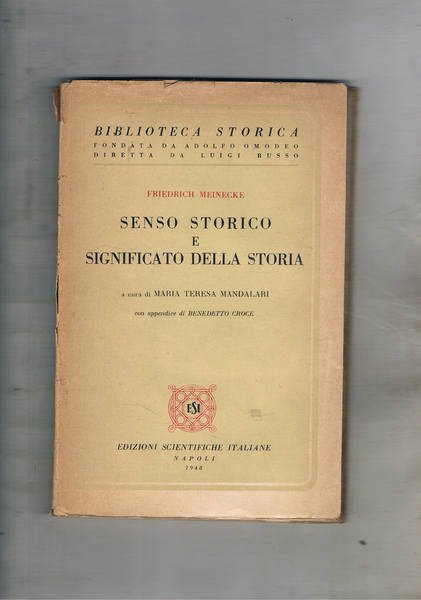 BIBLIOTECA STORICA
FONDATA DA ADOLFO OMODEO
DIRETTA DA LUIGI RUSSO
FRIEDRICH MEINECKE
SENSO STORICO
E
SIGNIFICATO DELLA STORIA
a cura di MARIA TERESA MANDALARI
con appendice di BENEDETTO CROCE
ESI
EDIZIONI SCIENTIFICHE ITALIANE
NAPOLI
1948